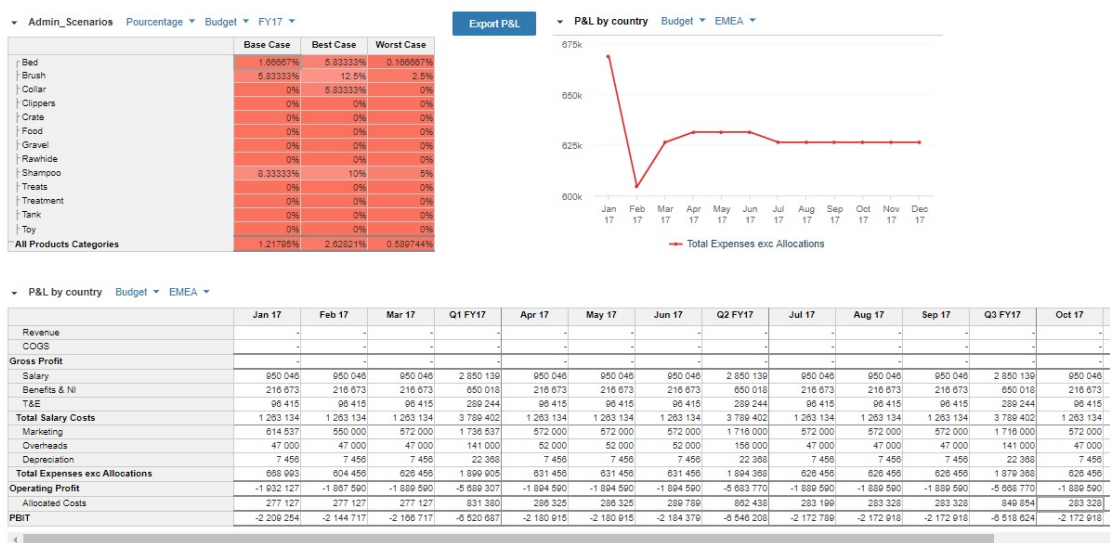 Admin_Scenarios Pourcentage Budget FY17
Export P&L
P&L by country Budget EMEA
Base Case Best Case Worst Case
Bed 1.66667% 5.83333% 0.166667%
Brush 5.83333% 12.5% 2.5%
Collar 0% 5.83333% 0%
Clippers 0% 0% 0%
Crate 0% 0% 0%
Food 0% 0% 0%
Gravel 0% 0% 0%
Rawhide 0% 0% 0%
Shampoo 8.33333% 10% 5%
Treats 0% 0% 0%
Treatment 0% 0% 0%
Tank 0% 0% 0%
Toy 0% 0% 0%
All Products Categories 1.21795% 2.62821% 0.589744%
675k
650k
625k
600k
Jan Feb Mar Apr May Jun Jul Aug Sep Oct Nov Dec
17 17 17 17 17 17 17 17 17 17 17 17
Total Expenses exc Allocations
P&L by country Budget EMEA
Jan 17 Feb 17 Mar 17 Q1 FY17 Apr 17 May 17 Jun 17 Q2 FY17 Jul 17 Aug 17 Sep 17 Q3 FY17 Oct 17
Revenue - - - - - - - - - - - - -
COGS - - - - - - - - - - - - -
Gross Profit - - - - - - - - - - - - -
Salary 950 046 950 046 950 046 2 850 139 950 046 950 046 950 046 2 850 139 950 046 950 046 950 046 2 850 139 950 046
Benefits & NI 216 673 216 673 216 673 650 018 216 673 216 673 216 673 650 018 216 673 216 673 216 673 650 018 216 673
T&E 96 415 96 415 96 415 289 244 96 415 96 415 96 415 289 244 96 415 96 415 96 415 289 244 96 415
Total Salary Costs 1 263 134 1 263 134 1 263 134 3 789 402 1 263 134 1 263 134 1 263 134 3 789 402 1 263 134 1 263 134 1 263 134 3 789 402 1 263 134
Marketing 614 537 550 000 572 000 1 736 537 572 000 572 000 572 000 1 716 000 572 000 572 000 572 000 1 716 000 572 000
Overheads 47 000 47 000 47 000 141 000 52 000 52 000 52 000 156 000 47 000 47 000 47 000 141 000 47 000
Depreciation 7 456 7 456 7 456 22 368 7 456 7 456 7 456 22 368 7 456 7 456 7 456 22 368 7 456
Total Expenses exc Allocations 668 993 604 456 626 456 1 899 905 631 456 631 456 631 456 1 894 368 626 456 626 456 626 456 1 879 368 626 456
Operating Profit -1 932 127 -1 867 590 -1 889 590 -5 689 307 -1 894 590 -1 894 590 -1 894 590 -5 683 770 -1 889 590 -1 889 590 -1 889 590 -5 668 770 -1 889 590
Allocated Costs 277 127 277 127 277 127 831 380 286 325 286 325 289 789 862 438 283 199 283 328 283 328 849 854 283 328
PBIT -2 209 254 -2 144 717 -2 166 717 -6 520 687 -2 180 915 -2 180 915 -2 184 379 -6 546 208 -2 172 789 -2 172 918 -2 172 918 -6 518 624 -2 172 918